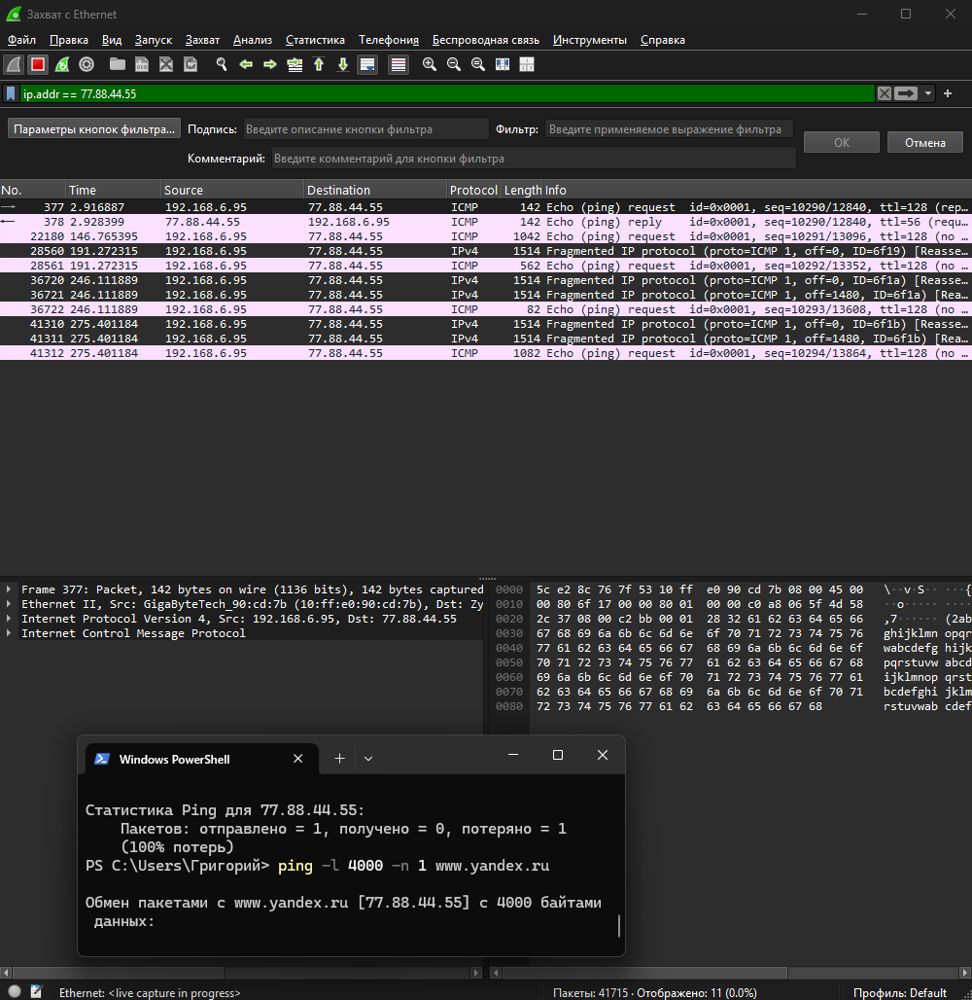 Захват с Ethernet
Файл Правка Вид Запуск Захват Анализ Статистика Телефония Беспроводная связь Инструменты Справка
ip.addr == 77.88.44.55
Параметры кнопок фильтра... Подпись: Введите описание кнопки фильтра Фильтр: Введите применяемое выражение фильтра
OK Отмена
Комментарий: Введите комментарий для кнопки фильтра
No. Time Source Destination Protocol Length Info
377 2.916887 192.168.6.95 77.88.44.55 ICMP 142 Echo (ping) request id=0x0001, seq=10290/12840, ttl=128 (rep…
378 2.928399 77.88.44.55 192.168.6.95 ICMP 142 Echo (ping) reply id=0x0001, seq=10290/12840, ttl=56 (requ…
22180 146.765395 192.168.6.95 77.88.44.55 ICMP 1042 Echo (ping) request id=0x0001, seq=10291/13096, ttl=128 (no …
28560 191.272315 192.168.6.95 77.88.44.55 IPv4 1514 Fragmented IP protocol (proto=ICMP 1, off=0, ID=6f19) [Reasse…
28561 191.272315 192.168.6.95 77.88.44.55 ICMP 562 Echo (ping) request id=0x0001, seq=10292/13352, ttl=128 (no …
36720 246.111889 192.168.6.95 77.88.44.55 IPv4 1514 Fragmented IP protocol (proto=ICMP 1, off=0, ID=6f1a) [Reasse…
36721 246.111889 192.168.6.95 77.88.44.55 IPv4 1514 Fragmented IP protocol (proto=ICMP 1, off=1480, ID=6f1a) [Rea…
36722 246.111889 192.168.6.95 77.88.44.55 ICMP 82 Echo (ping) request id=0x0001, seq=10293/13608, ttl=128 (no …
41310 275.401184 192.168.6.95 77.88.44.55 IPv4 1514 Fragmented IP protocol (proto=ICMP 1, off=0, ID=6f1b) [Reasse…
41311 275.401184 192.168.6.95 77.88.44.55 IPv4 1514 Fragmented IP protocol (proto=ICMP 1, off=1480, ID=6f1b) [Rea…
41312 275.401184 192.168.6.95 77.88.44.55 ICMP 1082 Echo (ping) request id=0x0001, seq=10294/13864, ttl=128 (no …
Frame 377: Packet, 142 bytes on wire (1136 bits), 142 bytes captured
Ethernet II, Src: GigaByteTech_90:cd:7b (10:ff:e0:90:cd:7b), Dst: Zy
Internet Protocol Version 4, Src: 192.168.6.95, Dst: 77.88.44.55
Internet Control Message Protocol
0000 5c e2 8c 76 7f 53 10 ff e0 90 cd 7b 08 00 45 00 \··v·S·· ···{
0010 00 80 6f 17 00 00 80 01 00 00 c0 a8 06 5f 4d 58 ··o····· ·····
0020 2c 37 08 00 c2 bb 00 01 28 32 61 62 63 64 65 66 ,7······ (2ab
0030 67 68 69 6a 6b 6c 6d 6e 6f 70 71 72 73 74 75 76 ghijklmn opqr
0040 77 61 62 63 64 65 66 67 68 69 6a 6b 6c 6d 6e 6f wabcdefg hijk
0050 70 71 72 73 74 75 76 77 61 62 63 64 65 66 67 68 pqrstuvw abcd
0060 69 6a 6b 6c 6d 6e 6f 70 71 72 73 74 75 76 77 61 ijklmnop qrst
0070 62 63 64 65 66 67 68 69 6a 6b 6c 6d 6e 6f 70 71 bcdefghi jklm
0080 72 73 74 75 76 77 61 62 63 64 65 66 67 68 rstuvwab cdef
Windows PowerShell
Статистика Ping для 77.88.44.55:
Пакетов: отправлено = 1, получено = 0, потеряно = 1
(100% потерь)
PS C:\Users\Григорий> ping -l 4000 -n 1 www.yandex.ru
Обмен пакетами с www.yandex.ru [77.88.44.55] с 4000 байтами
данных:
Ethernet: <live capture in progress> Пакеты: 41715 · Отображено: 11 (0.0%) Профиль: Default